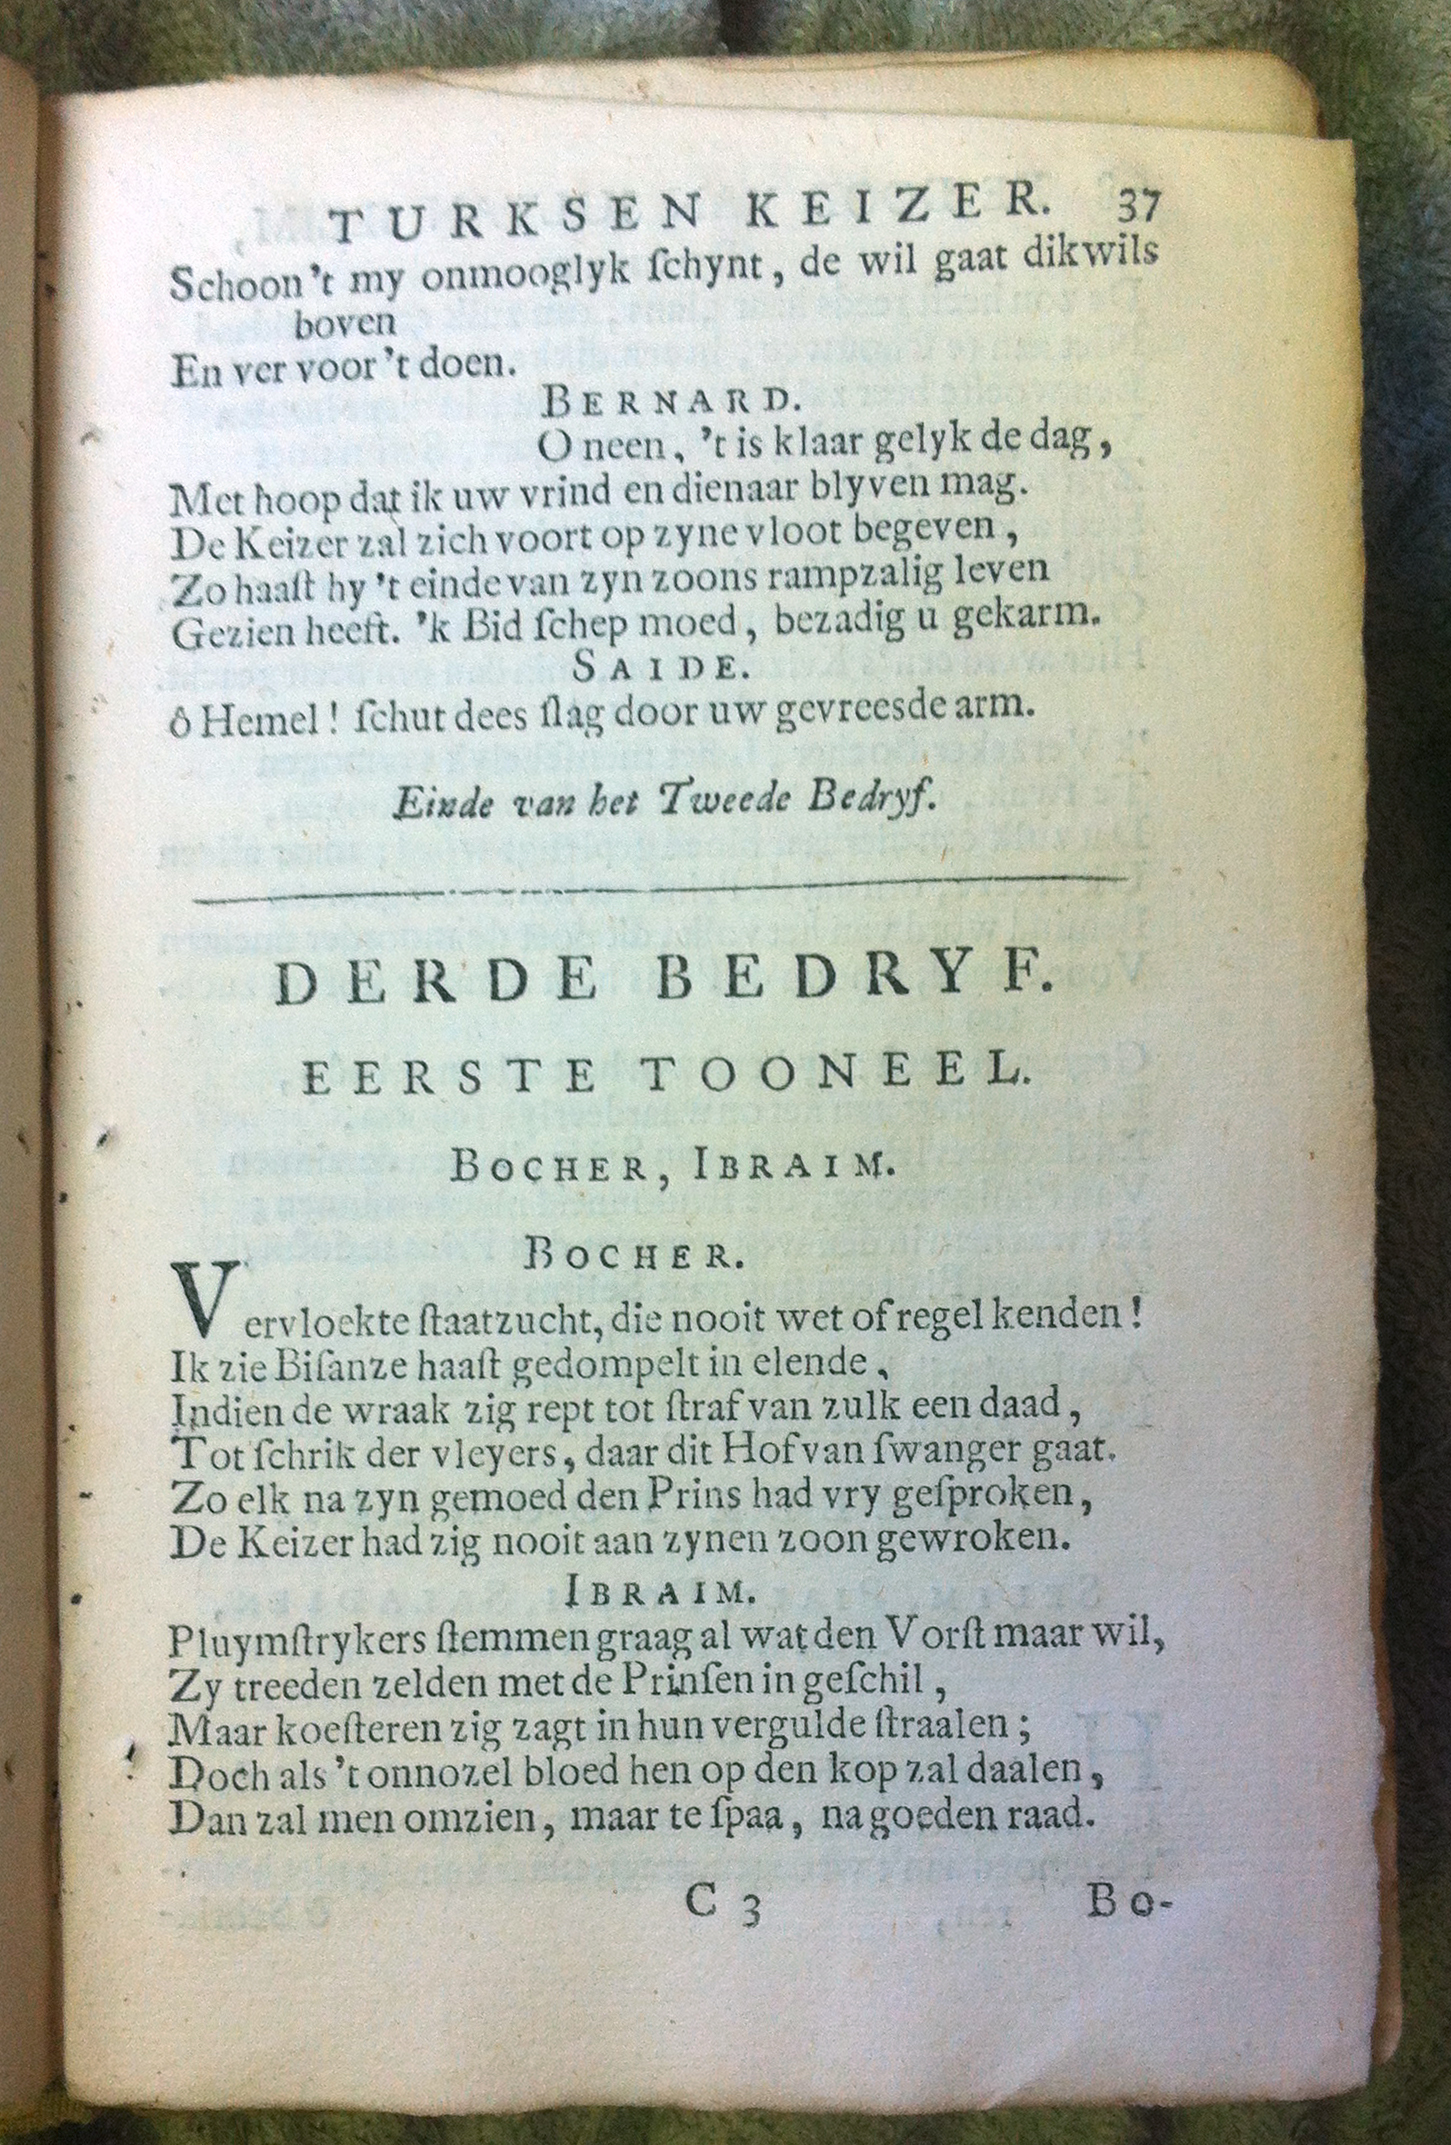 TURKSEN KEIZER. 37
Schoon 't my onmooglyk ſchynt, de wil gaat dikwils
boven
En ver voor 't doen.
BERNARD.
O neen, 't is klaar gelyk de dag,
Met hoop dat ik uw vrind en dienaar blyven mag.
De Keizer zal zich voort op zyne vloot begeven,
Zo haaſt hy 't einde van zyn zoons rampzalig leven
Gezien heeft. 'k Bid ſchep moed, bezadig u gekarm.
SAIDE.
ô Hemel! ſchut dees ſlag door uw gevreesde arm.
Einde van het Tweede Bedryf.
DERDE BEDRYF.
EERSTE TOONEEL.
BOCHER, IBRAIM.
BOCHER.
Vervloekte ſtaatzucht, die nooit wet of regel kenden!
Ik zie Biſanze haaſt gedompelt in elende,
Indien de wraak zig rept tot ſtraf van zulk een daad,
Tot ſchrik der vleyers, daar dit Hof van ſwanger gaat.
Zo elk na zyn gemoed den Prins had vry geſproken,
De Keizer had zig nooit aan zynen zoon gewroken.
IBRAIM.
Pluymſtrykers ſtemmen graag al wat den Vorſt maar wil,
Zy treeden zelden met de Prinſen in geſchil,
Maar koeſteren zig zagt in hun vergulde ſtraalen;
Doch als 't onnozel bloed hen op den kop zal daalen,
Dan zal men omzien, maar te ſpaa, na goeden raad.
C 3 Bo-